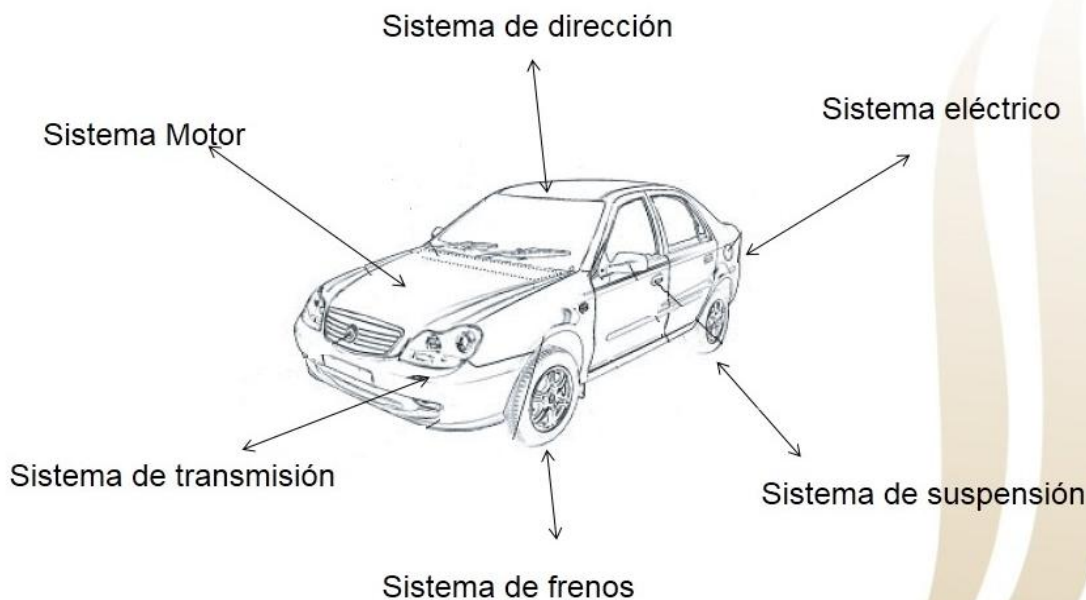 Sistema de dirección
Sistema eléctrico
Sistema Motor
Sistema de transmisión
Sistema de suspensión
Sistema de frenos